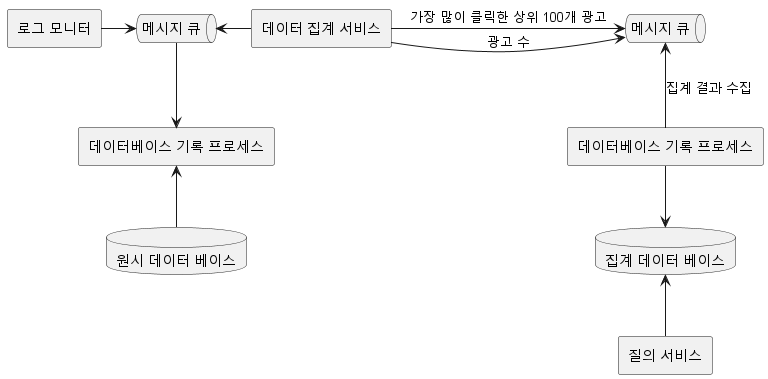 로그 모니터
메시지 큐
데이터 집계 서비스
가장 많이 클릭한 상위 100개 광고
광고 수
메시지 큐
집계 결과 수집
데이터베이스 기록 프로세스
데이터베이스 기록 프로세스
원시 데이터 베이스
집계 데이터 베이스
질의 서비스